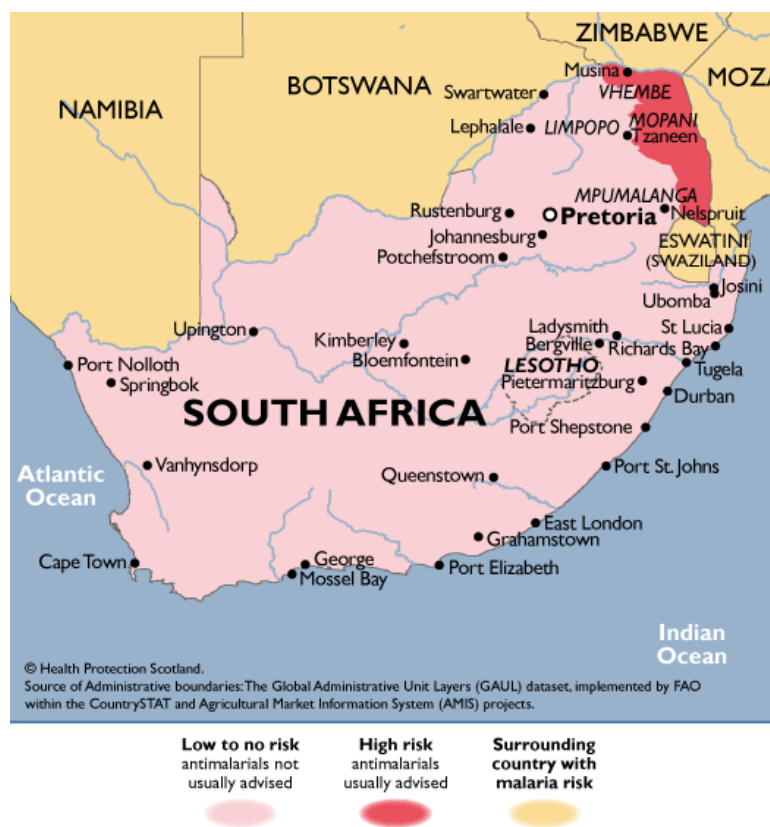 ZIMBABWE
BOTSWANA
MOZA
NAMIBIA
Musina
Swartwater
VHEMBE
Lephalale
LIMPOPO
MOPANI
Tzaneen
MPUMALANGA
Rustenburg
Pretoria
Nelspruit
Johannesburg
ESWATINI
(SWAZILAND)
Potchefstroom
Josini
Ubomba
Upington
Kimberley
Ladysmith
St Lucia
Bergville
Richards Bay
Bloemfontein
LESOTHO
Tugela
Port Nolloth
Springbok
Pietermaritzburg
Durban
SOUTH AFRICA
Port Shepstone
Vanhynsdorp
Queenstown
Port St. Johns
Atlantic
Ocean
East London
Grahamstown
Cape Town
George
Mossel Bay
Port Elizabeth
Indian
Ocean
© Health Protection Scotland.
Source of Administrative boundaries: The Global Administrative Unit Layers (GAUL) dataset, implemented by FAO
within the CountrySTAT and Agricultural Market Information System (AMIS) projects.
Low to no risk
antimalarials not
usually advised
High risk
antimalarials
usually advised
Surrounding
country with
malaria risk